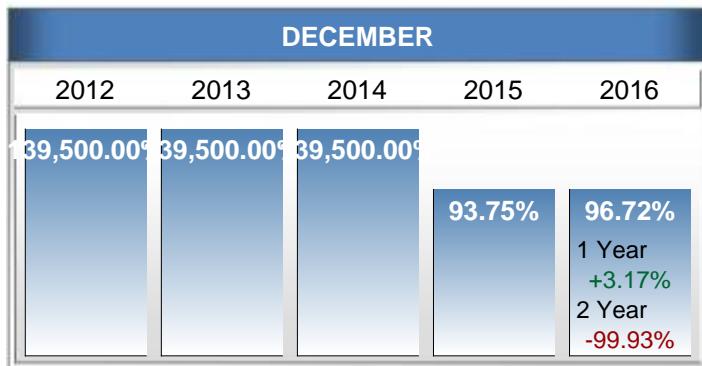 DECEMBER
2012 2013 2014 2015 2016
139,500.00% 39,500.00% 39,500.00%
93.75% 96.72%
1 Year
+3.17%
2 Year
-99.93%